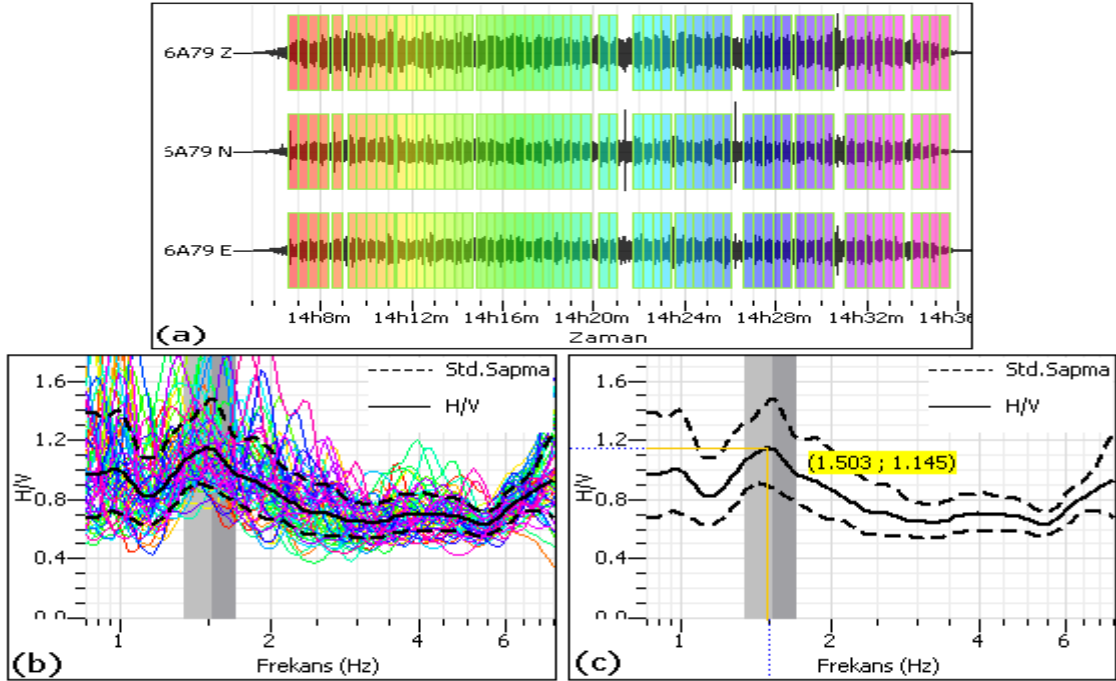 6A79 Z
5A79 N
6A79 E
14h8m 14h12m 14h16m 14h20m 14h24m 14h28m 14h32m 14h36
Zaman
(a)
1.6
1.2
0.8
0.4
0.0
H/V
Std.Sapma
H/V
1 2 4 6
Frekans (Hz)
(b)
1.6
1.2
0.8
0.4
0.0
H/V
Std.Sapma
H/V
(1.503 ; 1.145)
1 2 4 6
Frekans (Hz)
(c)